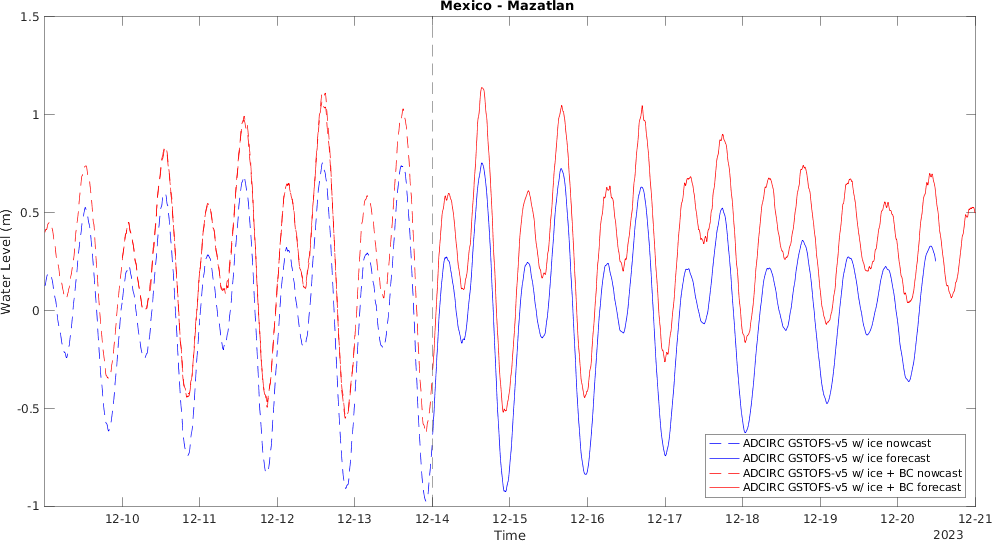 Mexico - Mazatlan
1.5
1
0.5
0
-0.5
-1
Water Level (m)
12-10
12-11
12-12
12-13
12-14
12-15
12-16
12-17
12-18
12-19
12-20
12-21
Time
2023
ADCIRC GSTOFS-v5 w/ ice nowcast
ADCIRC GSTOFS-v5 w/ ice forecast
ADCIRC GSTOFS-v5 w/ ice + BC nowcast
ADCIRC GSTOFS-v5 w/ ice + BC forecast